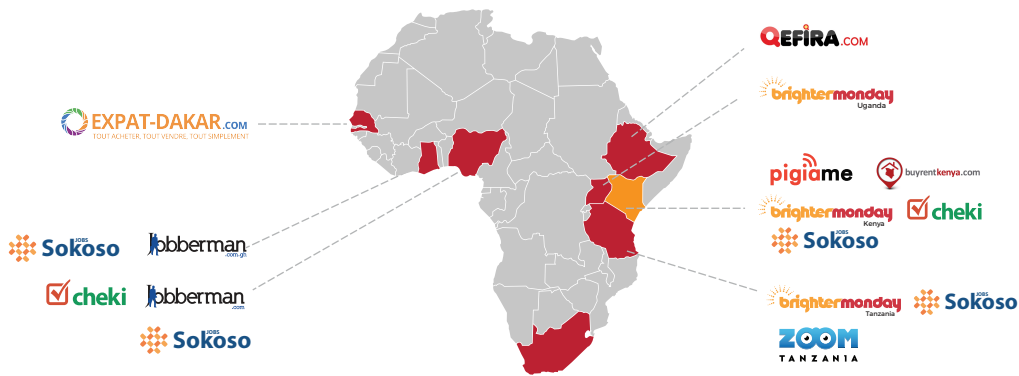 QEFIRA.COM
brightermonday
Uganda
EXPAT-DAKAR.COM
TOUT ACHETER, TOUT VENDRE, TOUT SIMPLEMENT
pigiame
buyrentkenya.com
brightermonday
Kenya
cheki
JOBS
Sokoso
JOBS
Sokoso
Jobberman
.com.gh
cheki
Jobberman
.com
JOBS
Sokoso
brightermonday
Tanzania
JOBS
Sokoso
ZOOM
TANZANIA